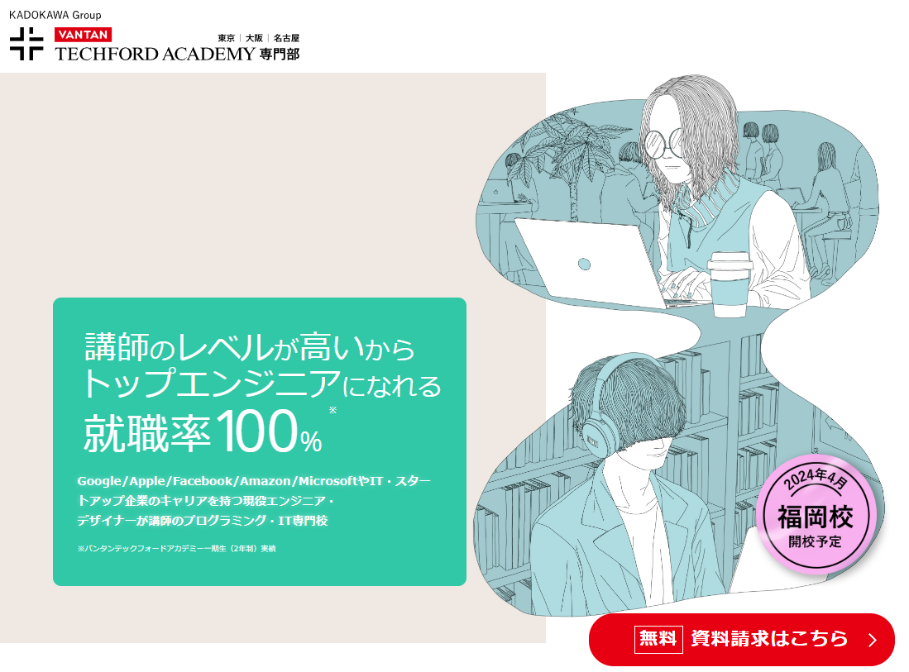 KADOKAWA Group
VANTAN
東京｜大阪｜名古屋
TECHFORD ACADEMY 専門部
講師のレベルが高いから
トップエンジニアになれる
就職率100%※
Google/Apple/Facebook/Amazon/MicrosoftやIT・スター
トアップ企業のキャリアを持つ現役エンジニア・
デザイナーが講師のプログラミング・IT専門校
※バンタンテックフォードアカデミー一期生（2年制）実績
2024年4月
福岡校
開校予定
無料 資料請求はこちら